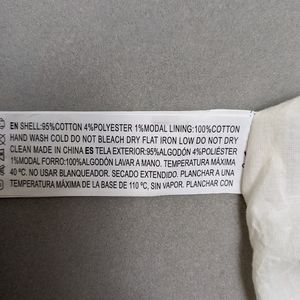 EN SHELL:95%COTTON 4%POLYESTER 1%MODAL LINING:100%COTTON
HAND WASH COLD DO NOT BLEACH DRY FLAT IRON LOW DO NOT DRY
CLEAN MADE IN CHINA ES TELA EXTERIOR:95%ALGODÓN 4%POLIÉSTER
1%MODAL FORRO:100%ALGODÓN LAVAR A MANO. TEMPERATURA MÁXIMA
40 ºC. NO USAR BLANQUEADOR. SECADO EXTENDIDO. PLANCHAR A UNA
TEMPERATURA MÁXIMA DE LA BASE DE 110 ºC, SIN VAPOR. PLANCHAR CON